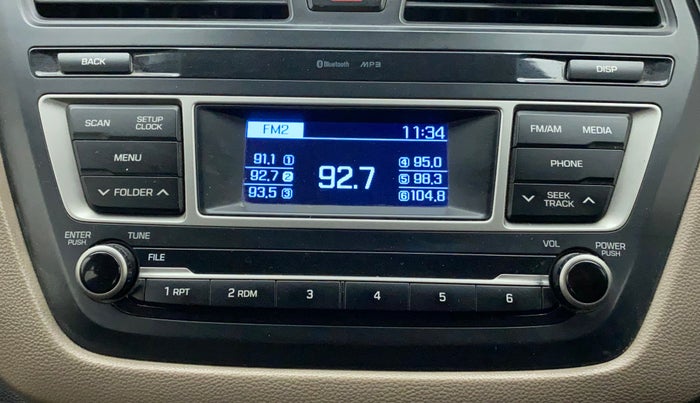 BACK
Bluetooth MP3
DISP
SCAN SETUP CLOCK
MENU
FOLDER
FM2 11:34
91.1 1
92.7 2
93.5 3
92.7
4 95.0
5 98.3
6 104.8
FM/AM MEDIA
PHONE
SEEK TRACK
ENTER PUSH
TUNE
FILE
VOL
POWER PUSH
1 RPT
2 RDM
3
4
5
6